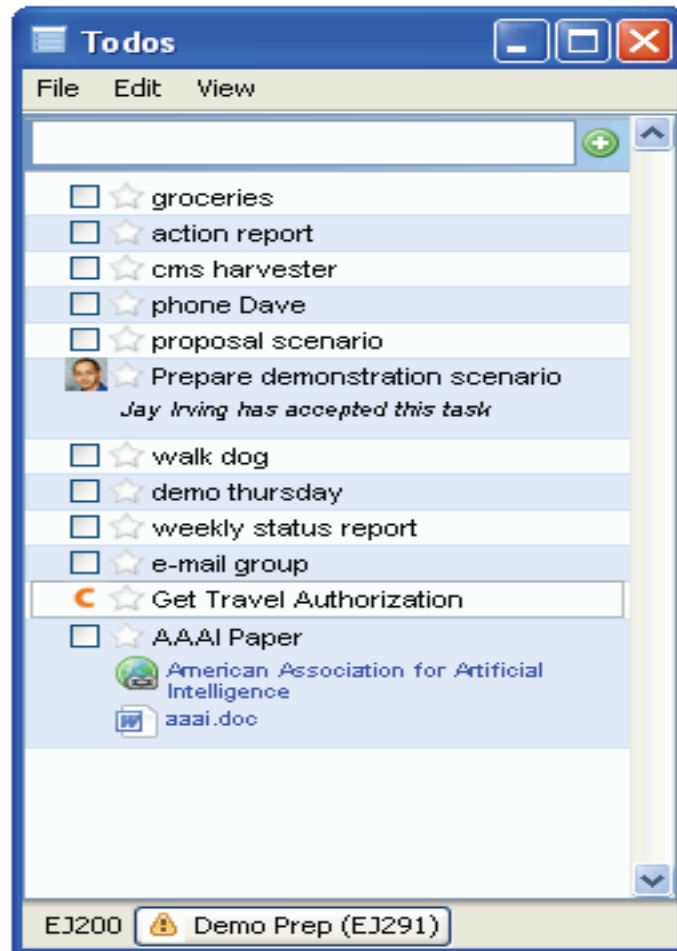 Todos
File Edit View
groceries
action report
cms harvester
phone Dave
proposal scenario
Prepare demonstration scenario
Jay Irving has accepted this task
walk dog
demo thursday
weekly status report
e-mail group
C Get Travel Authorization
AAAI Paper
American Association for Artificial
Intelligence
aaai.doc
EJ200 Demo Prep (EJ291)